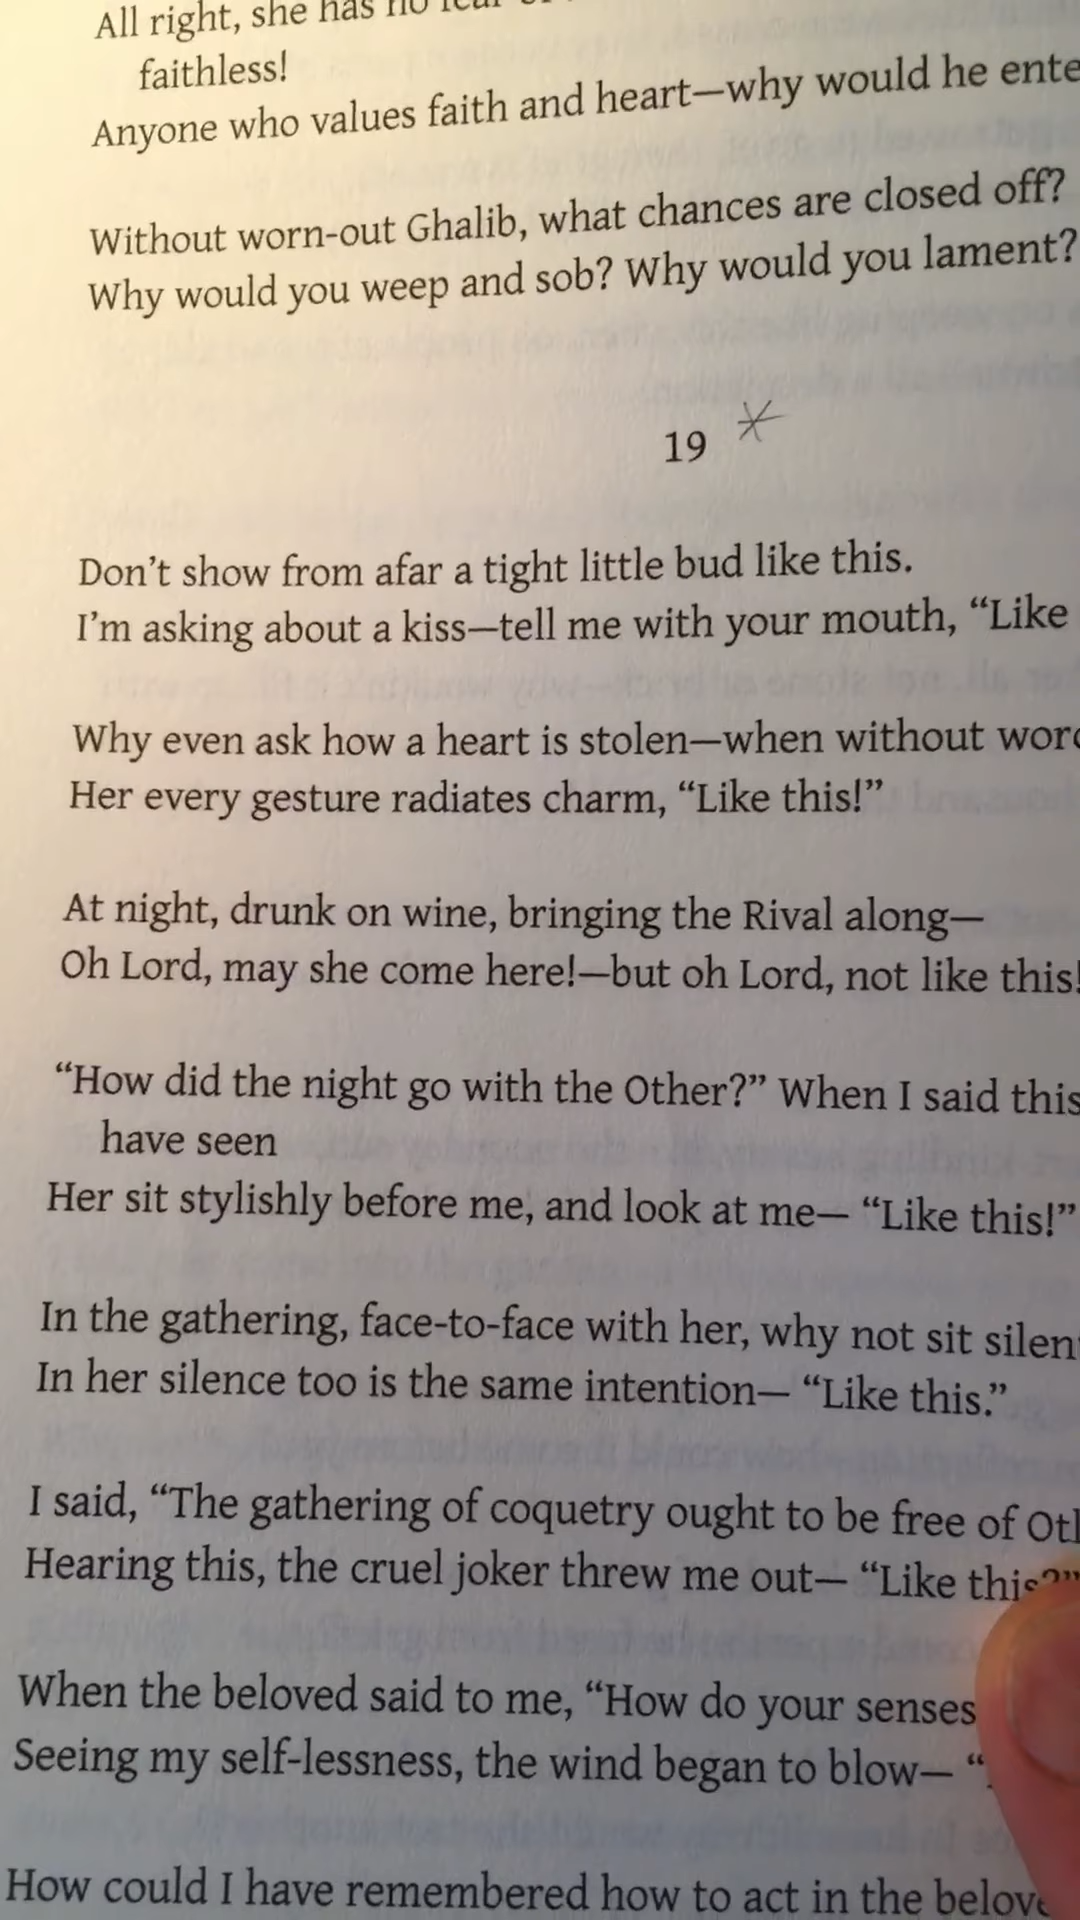 All right, she has no
faithless!
Anyone who values faith and heart—why would he
Without worn-out Ghalib, what chances are closed off?
Why would you weep and sob? Why would you lament?
19
Don’t show from afar a tight little bud like this.
I’m asking about a kiss—tell me with your mouth, “Like
Why even ask how a heart is stolen—when without
Her every gesture radiates charm, “Like this!”
At night, drunk on wine, bringing the Rival along—
Oh Lord, may she come here!—but oh Lord, not like this!
“How did the night go with the Other?” When I said this
have seen
Her sit stylishly before me, and look at me— “Like this!”
In the gathering, face-to-face with her, why not sit
In her silence too is the same intention— “Like this.”
I said, “The gathering of coquetry ought to be free of
Hearing this, the cruel joker threw me out— “Like this?”
When the beloved said to me, “How do your senses
Seeing my self-lessness, the wind began to blow— “
How could I have remembered how to act in the